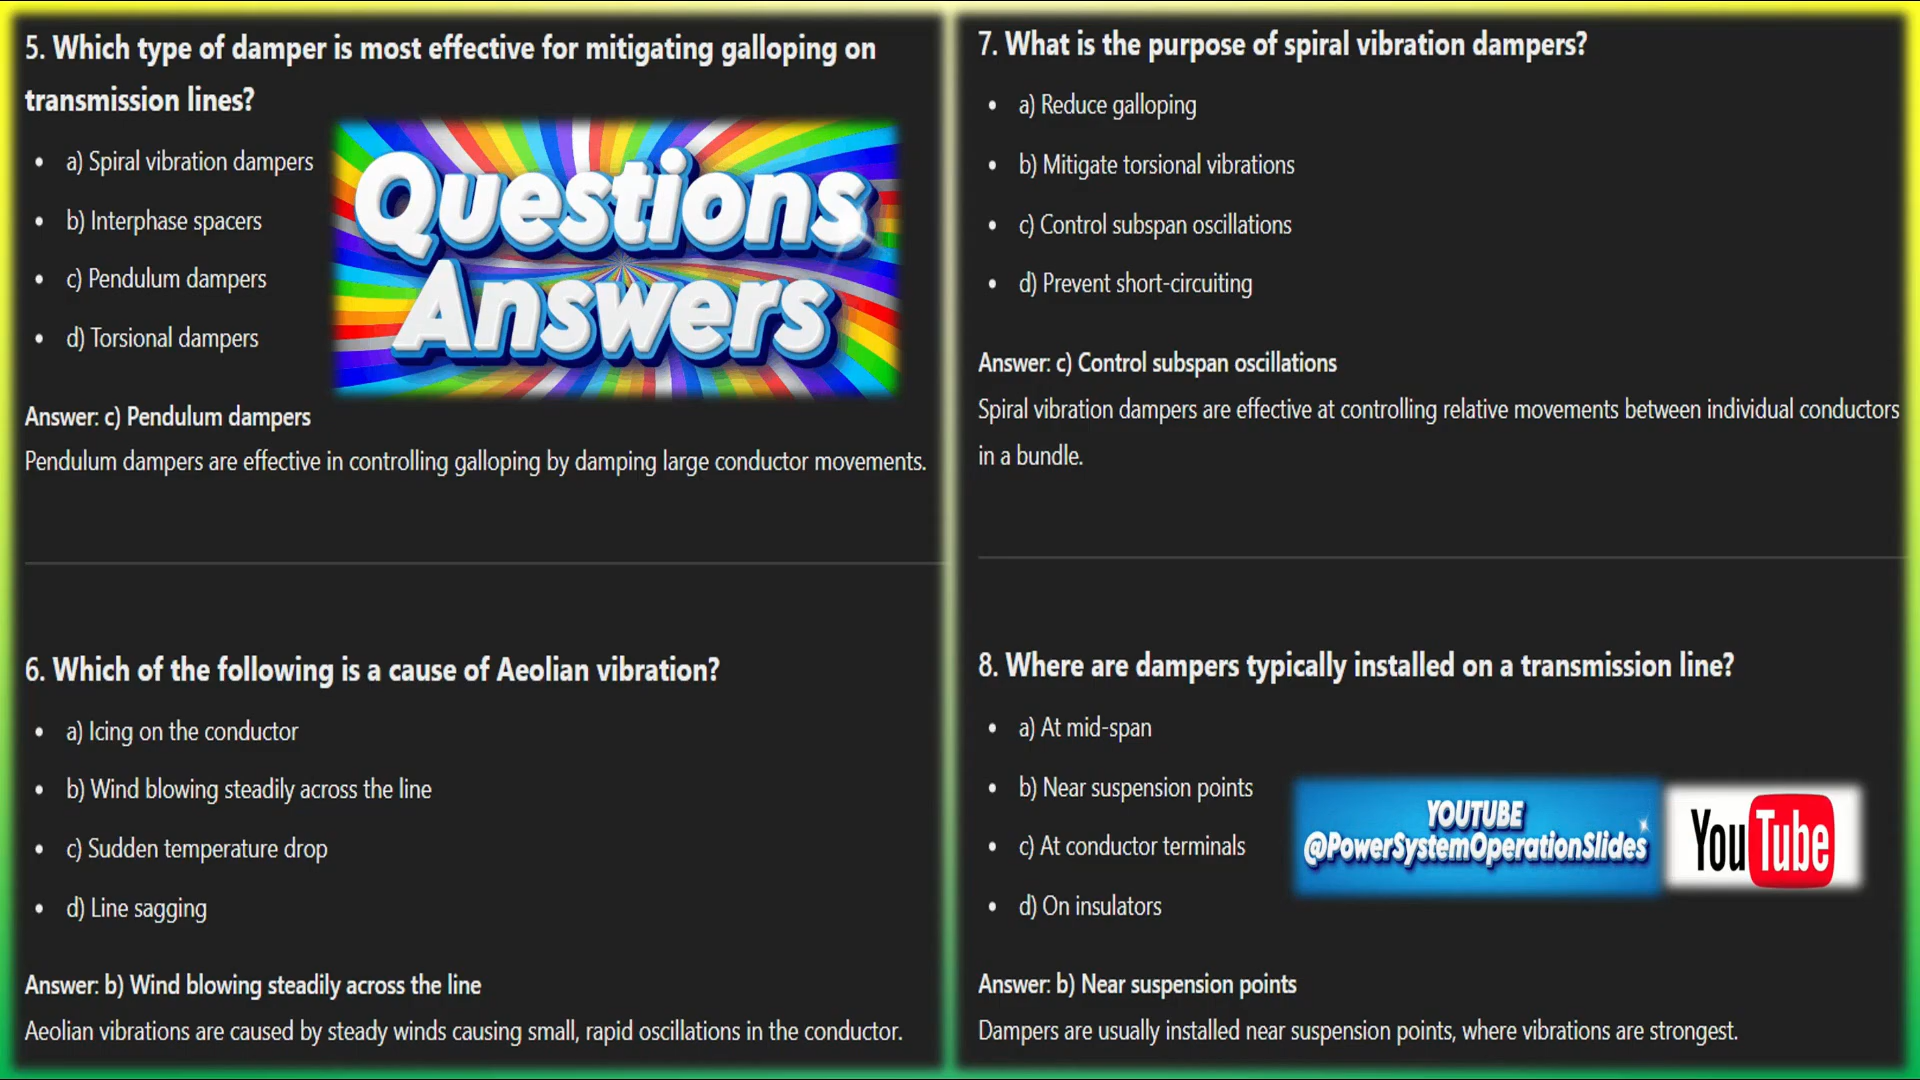 5. Which type of damper is most effective for mitigating galloping on
transmission lines?
• a) Spiral vibration dampers
• b) Interphase spacers
• c) Pendulum dampers
• d) Torsional dampers
Questions
Answers
Answer: c) Pendulum dampers
Pendulum dampers are effective in controlling galloping by damping large conductor movements.
6. Which of the following is a cause of Aeolian vibration?
• a) Icing on the conductor
• b) Wind blowing steadily across the line
• c) Sudden temperature drop
• d) Line sagging
Answer: b) Wind blowing steadily across the line
Aeolian vibrations are caused by steady winds causing small, rapid oscillations in the conductor.
7. What is the purpose of spiral vibration dampers?
• a) Reduce galloping
• b) Mitigate torsional vibrations
• c) Control subspan oscillations
• d) Prevent short-circuiting
Answer: c) Control subspan oscillations
Spiral vibration dampers are effective at controlling relative movements between individual conductors
in a bundle.
8. Where are dampers typically installed on a transmission line?
• a) At mid-span
• b) Near suspension points
• c) At conductor terminals
• d) On insulators
YOUTUBE
@PowerSystemOperationSlides
YouTube
Answer: b) Near suspension points
Dampers are usually installed near suspension points, where vibrations are strongest.